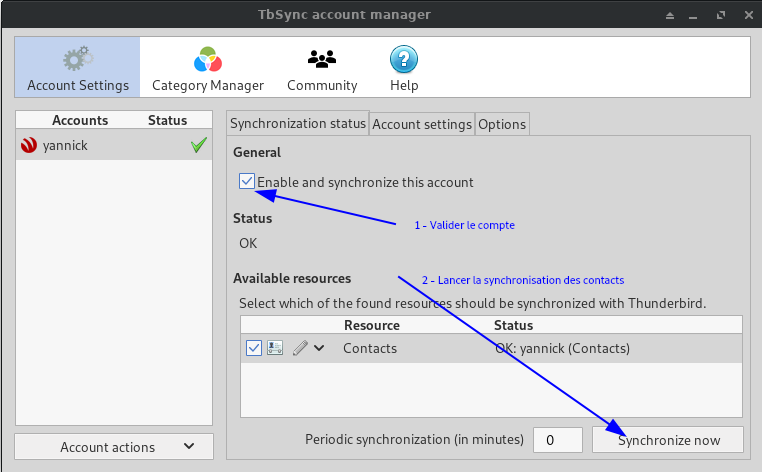 TbSync account manager
Account Settings
Category Manager
Community
Help
Accounts Status
yannick
Account actions
Synchronization status Account settings Options
General
Enable and synchronize this account
1 - Valider le compte
Status
OK
Available resources
2 - Lancer la synchronisation des contacts
Select which of the found resources should be synchronized with Thunderbird.
Resource Status
Contacts OK: yannick (Contacts)
Periodic synchronization (in minutes) 0 Synchronize now